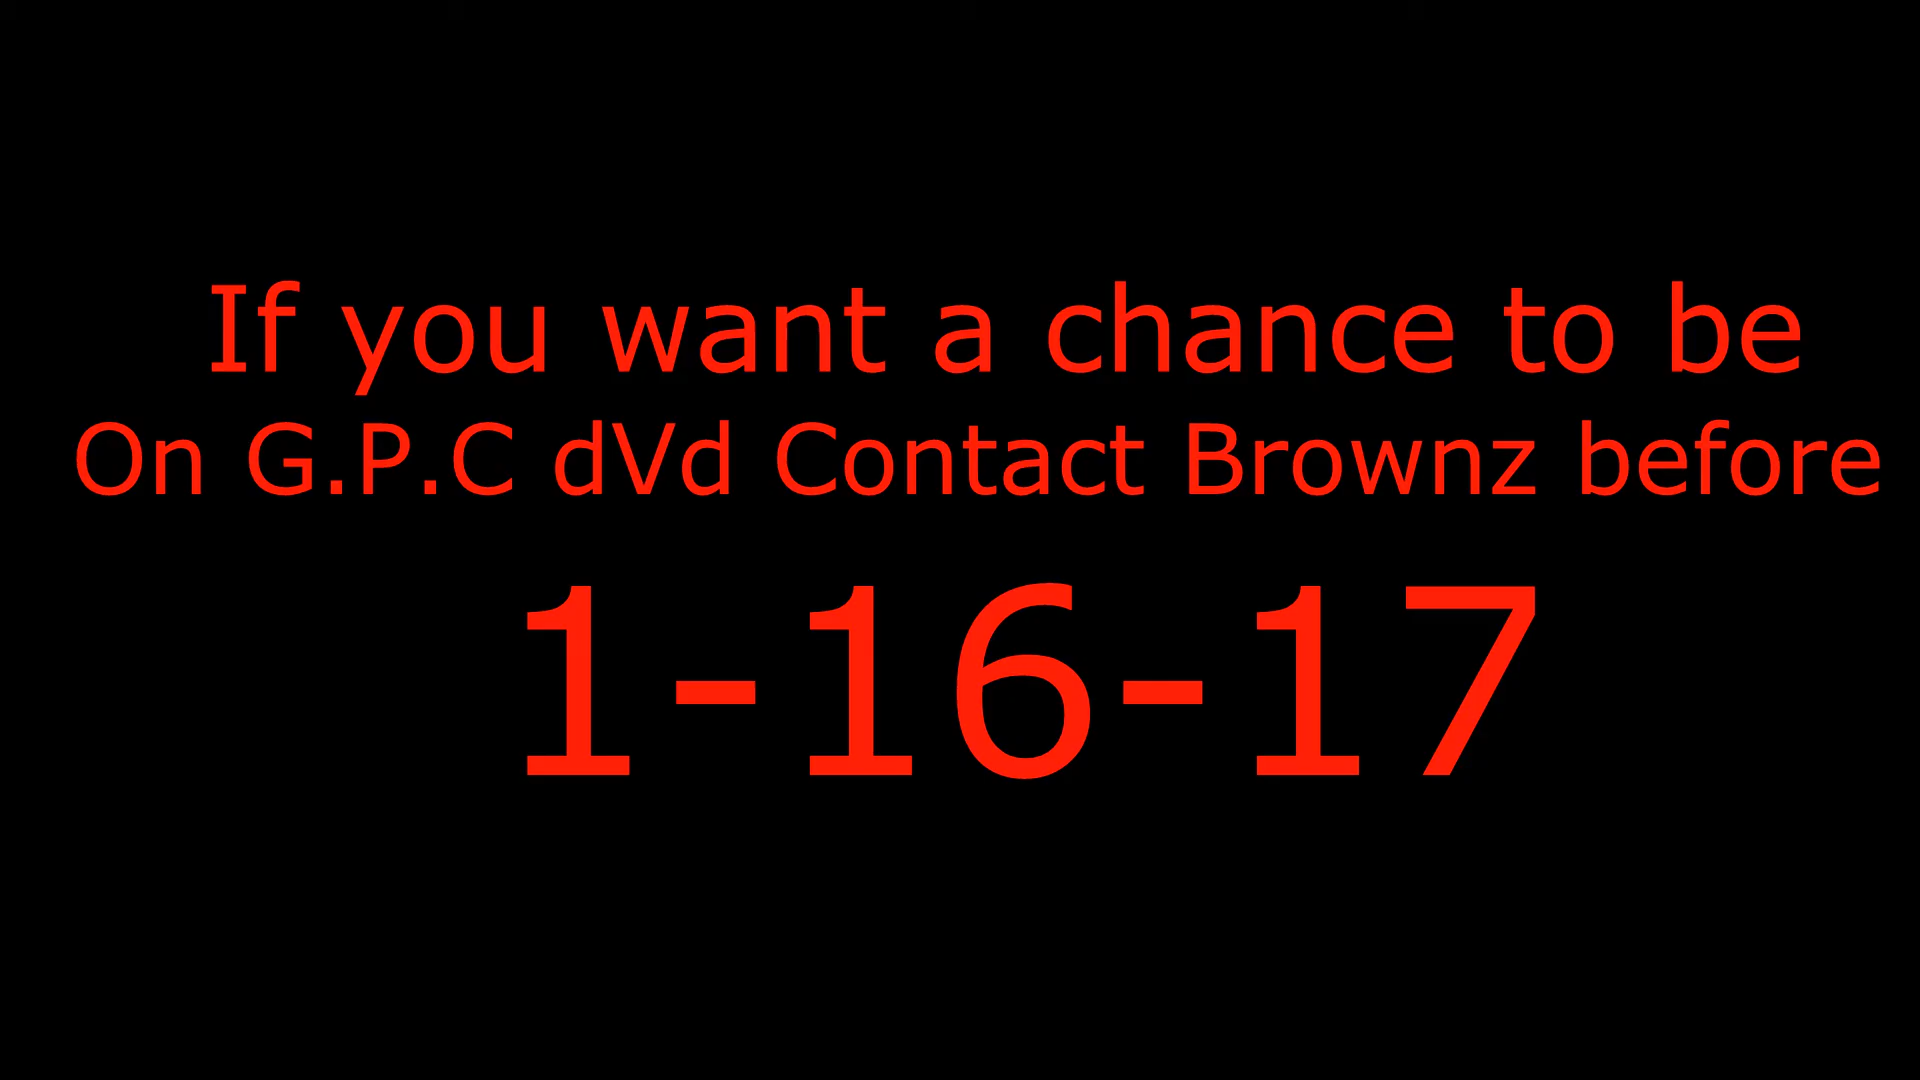 If you want a chance to be
On G.P.C dVd Contact Brownz before
1-16-17